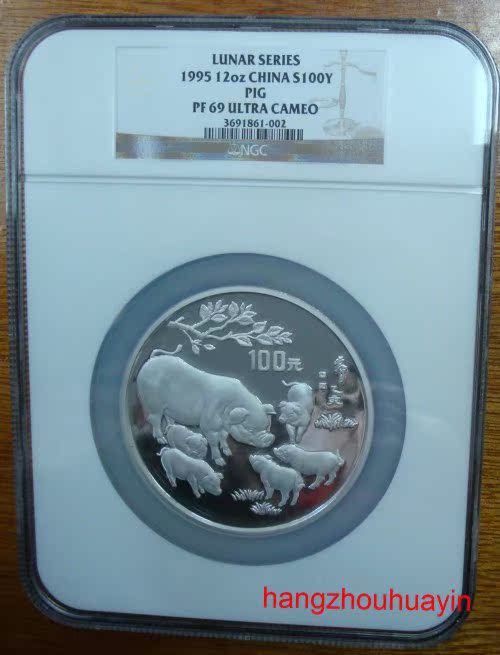 LUNAR SERIES
1995 12oz CHINA S100Y
PIG
PF 69 ULTRA CAMEO
3691861-002
NGC
100元
hangzhouhuayin